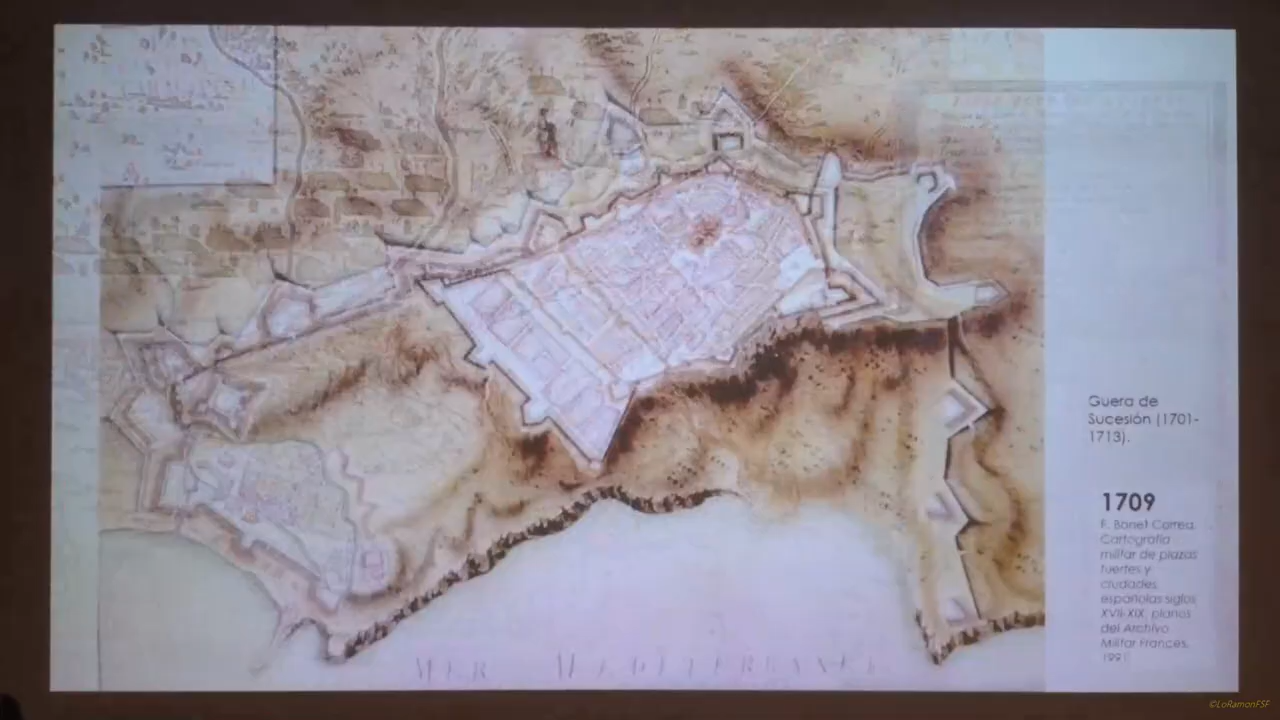 Guera de
Sucesión (1701-
1713).
1709
F. Bonet Correa.
Cartografía
militar de plazas
fuertes y
ciudades
españolas siglos
XVII-XIX. planos
del Archivo
Militar Frances.
1991
MER MEDITERRANEE
©LoRamonFSF